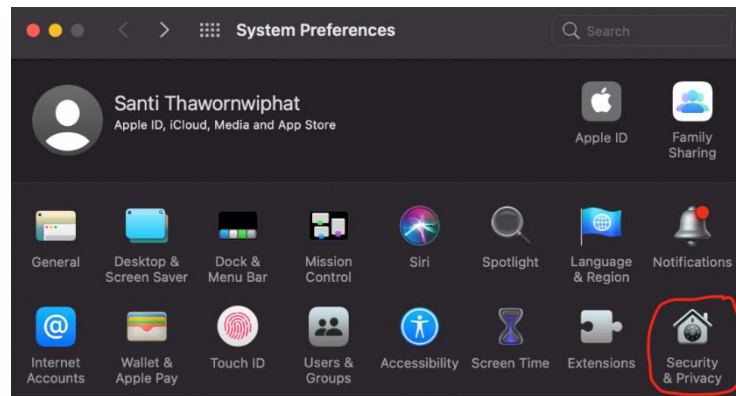 System Preferences
Search
Santi Thawornwiphat
Apple ID, iCloud, Media and App Store
Apple ID
Family
Sharing
General
Desktop &
Screen Saver
Dock &
Menu Bar
Mission
Control
Siri
Spotlight
Language
& Region
Notifications
Internet
Accounts
Wallet &
Apple Pay
Touch ID
Users &
Groups
Accessibility
Screen Time
Extensions
Security
& Privacy